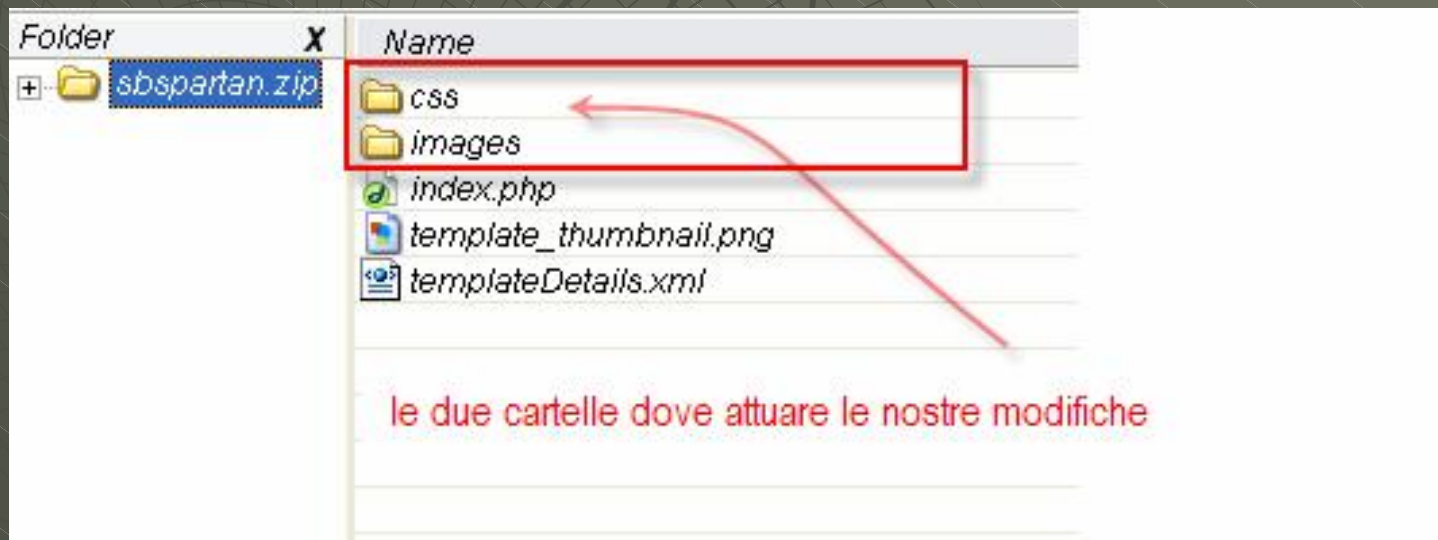 Folder X Name
sbspartan.zip
css
images
index.php
template_thumbnail.png
templateDetails.xml
le due cartelle dove attuare le nostre modifiche